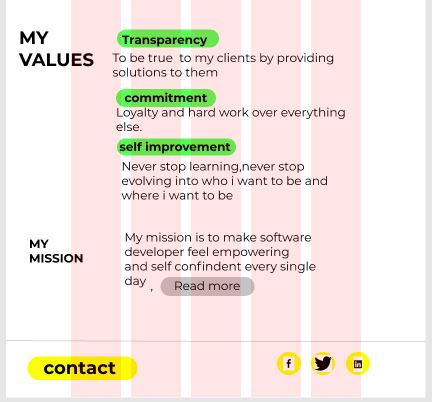 MY
VALUES
Transparency
To be true to my clients by providing
solutions to them
commitment
Loyalty and hard work over everything
else.
self improvement
Never stop learning,never stop
evolving into who i want to be and
where i want to be
MY
MISSION
My mission is to make software
developer feel empowering
and self confindent every single
day ,
Read more
contact
f
in